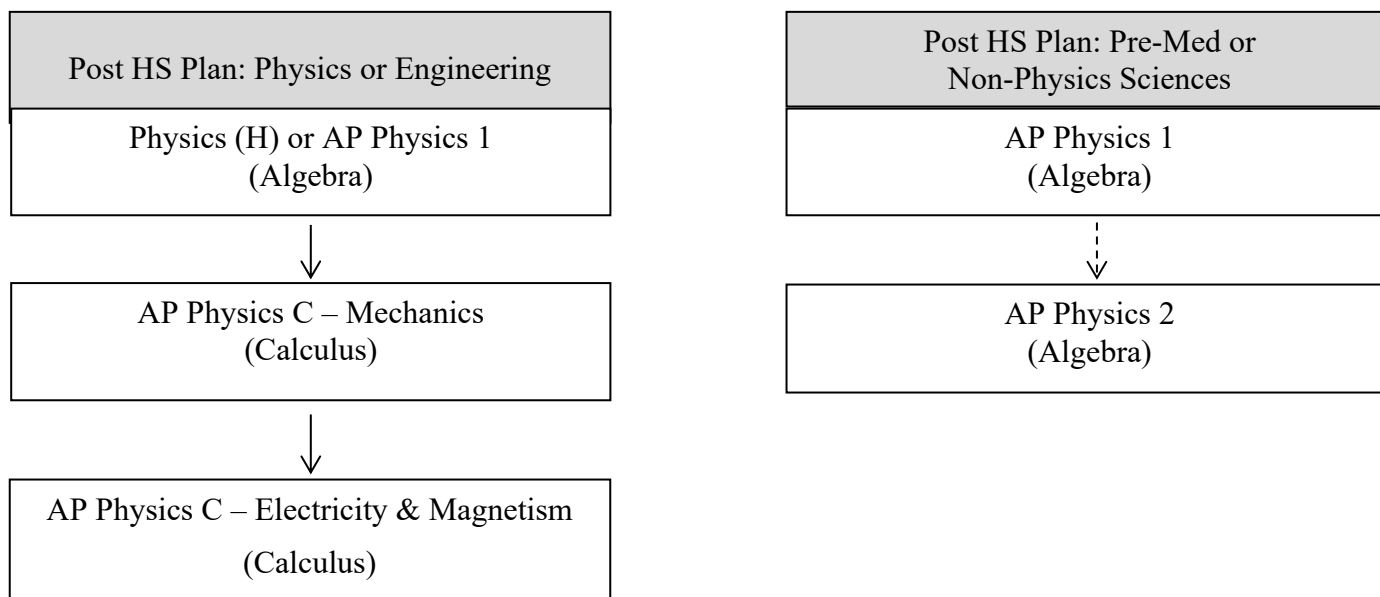 Post HS Plan: Physics or Engineering
Physics (H) or AP Physics 1
(Algebra)
AP Physics C – Mechanics
(Calculus)
AP Physics C – Electricity & Magnetism
(Calculus)
Post HS Plan: Pre-Med or
Non-Physics Sciences
AP Physics 1
(Algebra)
AP Physics 2
(Algebra)